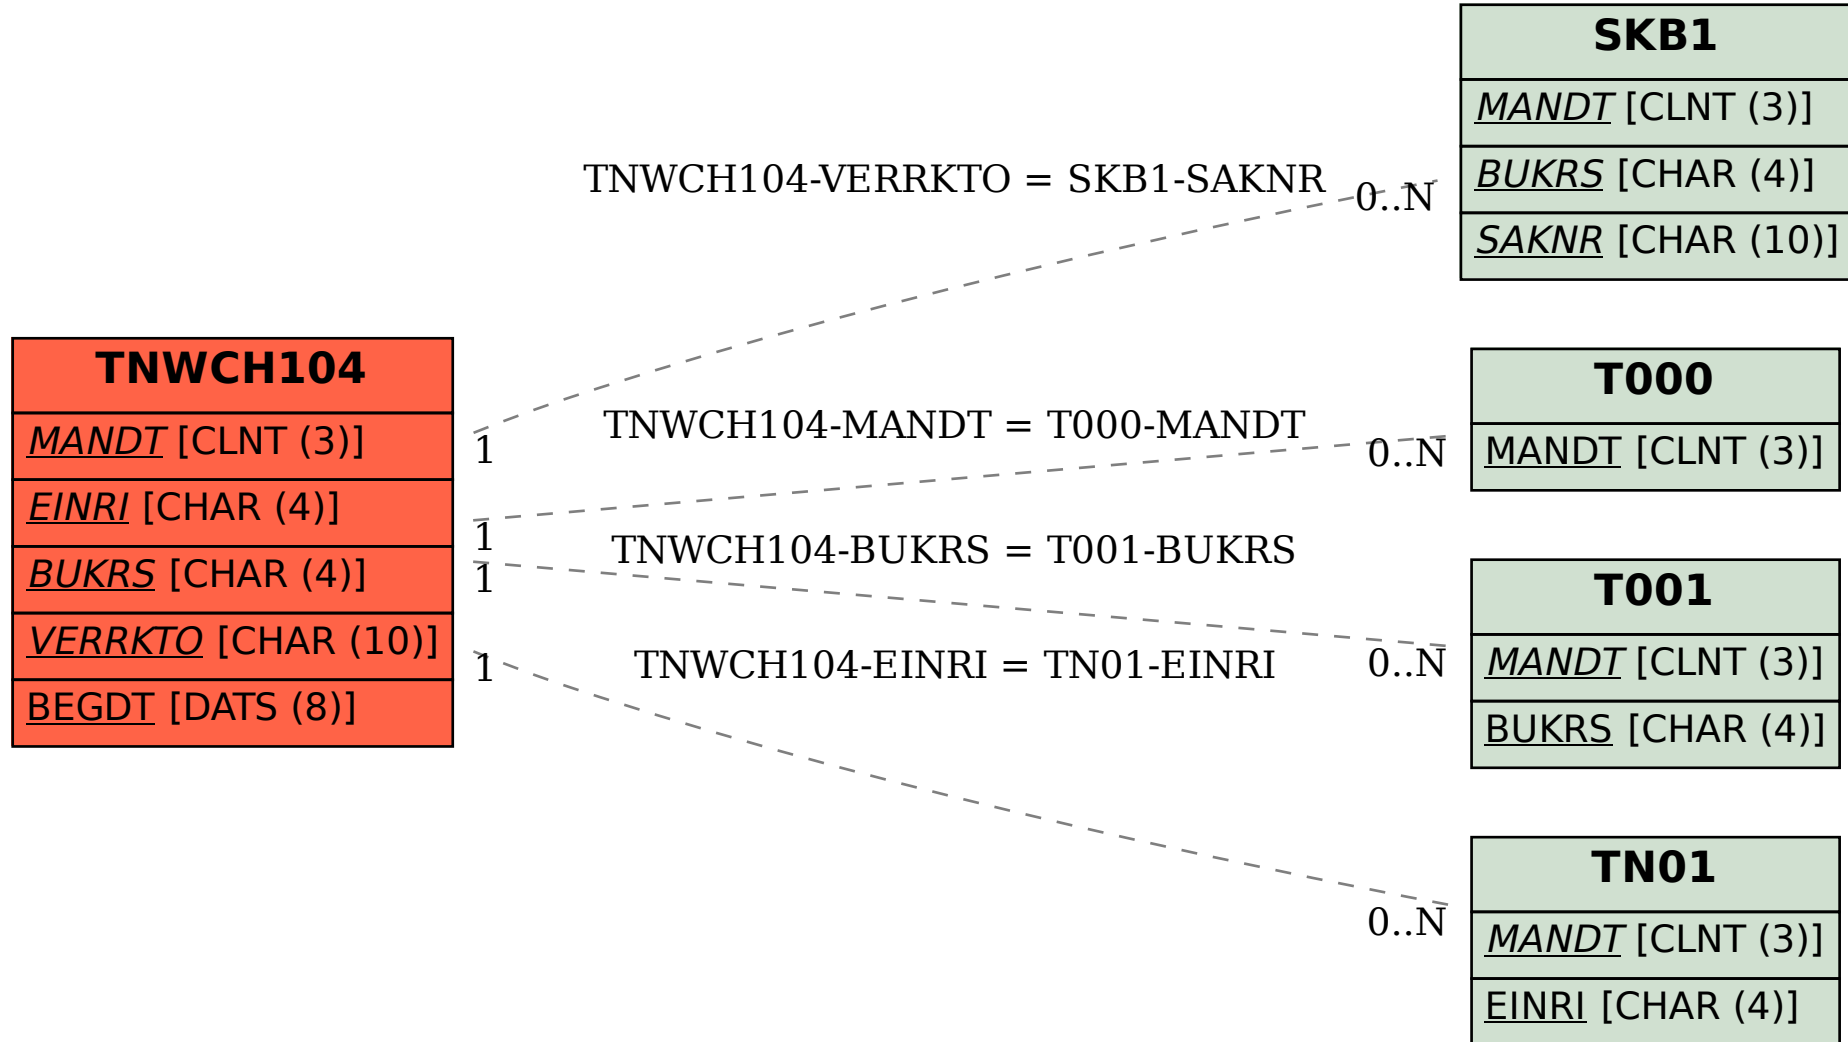 SKB1
MANDT [CLNT (3)]
BUKRS [CHAR (4)]
SAKNR [CHAR (10)]
TNWCH104-VERRKTO = SKB1-SAKNR
0..N
TNWCH104
MANDT [CLNT (3)]
EINRI [CHAR (4)]
BUKRS [CHAR (4)]
VERRKTO [CHAR (10)]
BEGDT [DATS (8)]
1
1
1
1
TNWCH104-MANDT = T000-MANDT
0..N
T000
MANDT [CLNT (3)]
TNWCH104-BUKRS = T001-BUKRS
0..N
T001
MANDT [CLNT (3)]
BUKRS [CHAR (4)]
TNWCH104-EINRI = TN01-EINRI
0..N
TN01
MANDT [CLNT (3)]
EINRI [CHAR (4)]